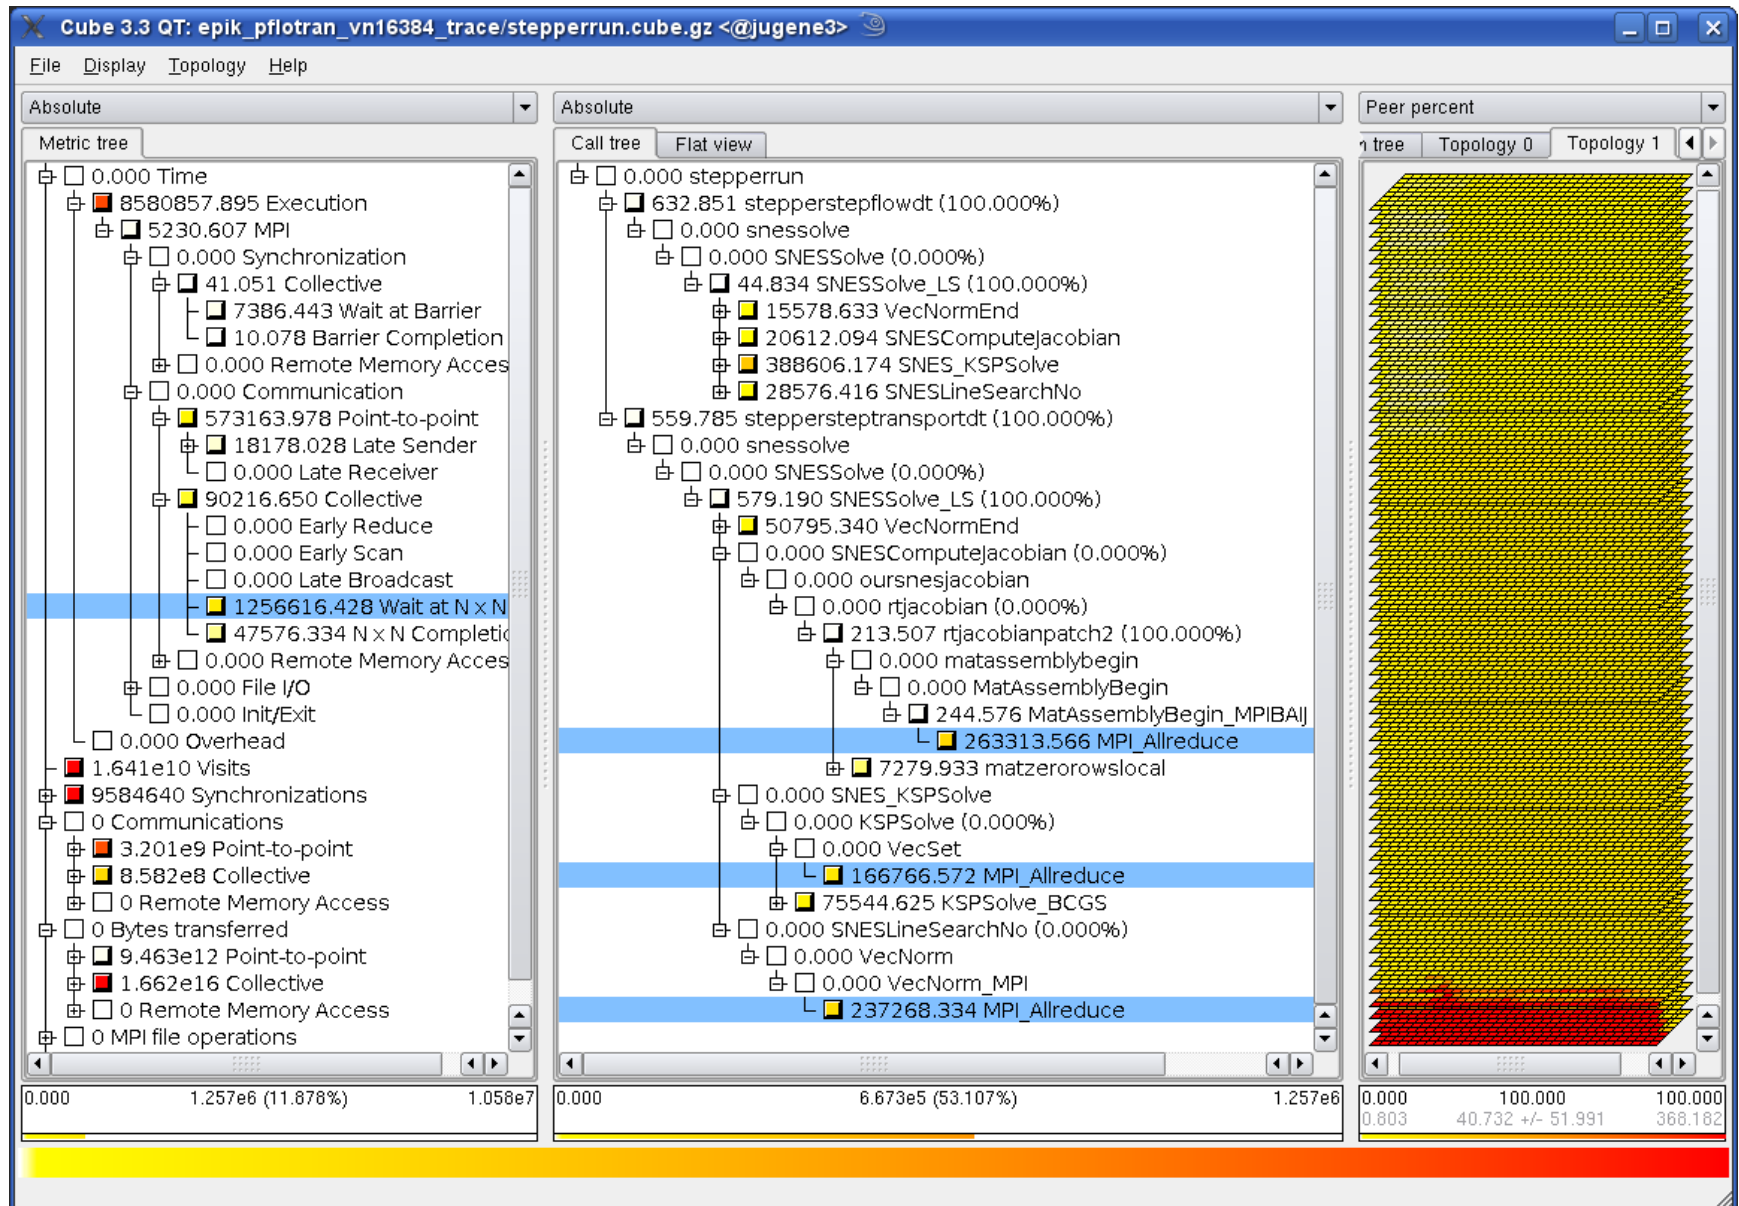 Cube 3.3 QT: epik_pflotran_vn16384_trace/stepperrun.cube.gz <@jugene3>
File Display Topology Help
Absolute
Metric tree
0.000 Time
8580857.895 Execution
5230.607 MPI
0.000 Synchronization
41.051 Collective
7386.443 Wait at Barrier
10.078 Barrier Completion
0.000 Remote Memory Acces
0.000 Communication
573163.978 Point-to-point
18178.028 Late Sender
0.000 Late Receiver
90216.650 Collective
0.000 Early Reduce
0.000 Early Scan
0.000 Late Broadcast
1256616.428 Wait at N x N
47576.334 N x N Completic
0.000 Remote Memory Acces
0.000 File I/O
0.000 Init/Exit
0.000 Overhead
1.641e10 Visits
9584640 Synchronizations
0 Communications
3.201e9 Point-to-point
8.582e8 Collective
0 Remote Memory Access
0 Bytes transferred
9.463e12 Point-to-point
1.662e16 Collective
0 Remote Memory Access
0 MPI file operations
0.000 1.257e6 (11.878%) 1.058e7
Absolute
Call tree Flat view
0.000 stepperrun
632.851 stepperstepflowdt (100.000%)
0.000 snessolve
0.000 SNESSolve (0.000%)
44.834 SNESSolve_LS (100.000%)
15578.633 VecNormEnd
20612.094 SNESComputeJacobian
388606.174 SNES_KSPSolve
28576.416 SNESLineSearchNo
559.785 steppersteptransportdt (100.000%)
0.000 snessolve
0.000 SNESSolve (0.000%)
579.190 SNESSolve_LS (100.000%)
50795.340 VecNormEnd
0.000 SNESComputeJacobian (0.000%)
0.000 oursnesjacobian
0.000 rtjacobian (0.000%)
213.507 rtjacobianpatch2 (100.000%)
0.000 matassemblybegin
0.000 MatAssemblyBegin
244.576 MatAssemblyBegin_MPIBAIJ
263313.566 MPI_Allreduce
7279.933 matzerorowslocal
0.000 SNES_KSPSolve
0.000 KSPSolve (0.000%)
0.000 VecSet
166766.572 MPI_Allreduce
75544.625 KSPSolve_BCGS
0.000 SNESLineSearchNo (0.000%)
0.000 VecNorm
0.000 VecNorm_MPI
237268.334 MPI_Allreduce
0.000 6.673e5 (53.107%) 1.257e6
Peer percent
tree Topology 0 Topology 1
0.000 100.000 100.000
0.803 40.732 +/- 51.991 368.182